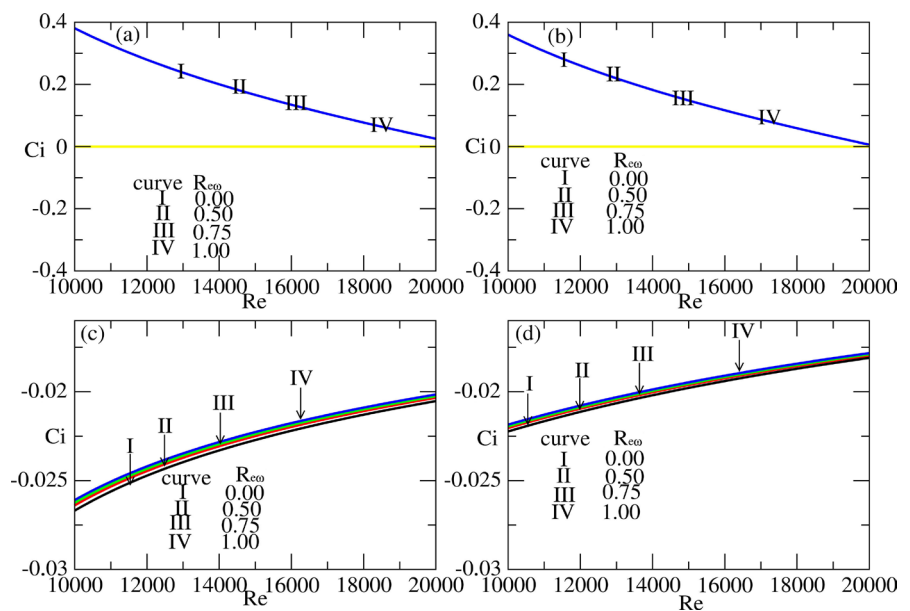 (a)
0.4
0.2
Ci 0
-0.2
-0.4
I
II
III
IV
curve Reω
I 0.00
II 0.50
III 0.75
IV 1.00
10000 12000 14000 16000 18000 20000
Re
(b)
0.4
0.2
Ci 0
-0.2
-0.4
I
II
III
IV
curve Reω
I 0.00
II 0.50
III 0.75
IV 1.00
10000 12000 14000 16000 18000 20000
Re
(c)
-0.02
Ci
-0.025
-0.03
I
II
III
IV
curve Reω
I 0.00
II 0.50
III 0.75
IV 1.00
10000 12000 14000 16000 18000 20000
Re
(d)
-0.02
Ci
-0.025
-0.03
I
II
III
IV
curve Reω
I 0.00
II 0.50
III 0.75
IV 1.00
10000 12000 14000 16000 18000 20000
Re